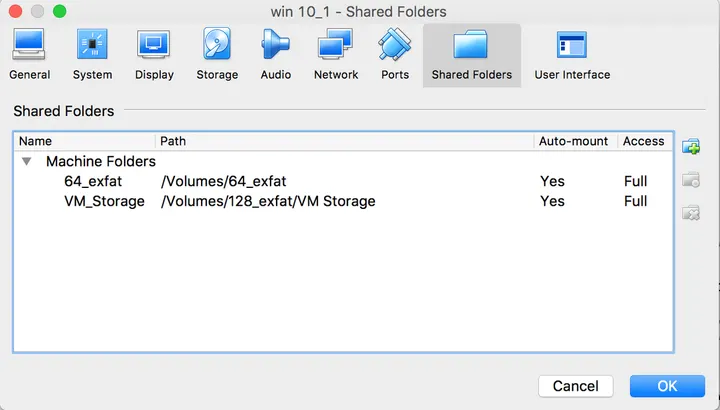 win 10_1 - Shared Folders
General System Display Storage Audio Network Ports Shared Folders User Interface
Shared Folders
Name Path Auto-mount Access
Machine Folders
64_exfat /Volumes/64_exfat Yes Full
VM_Storage /Volumes/128_exfat/VM Storage Yes Full
Cancel OK